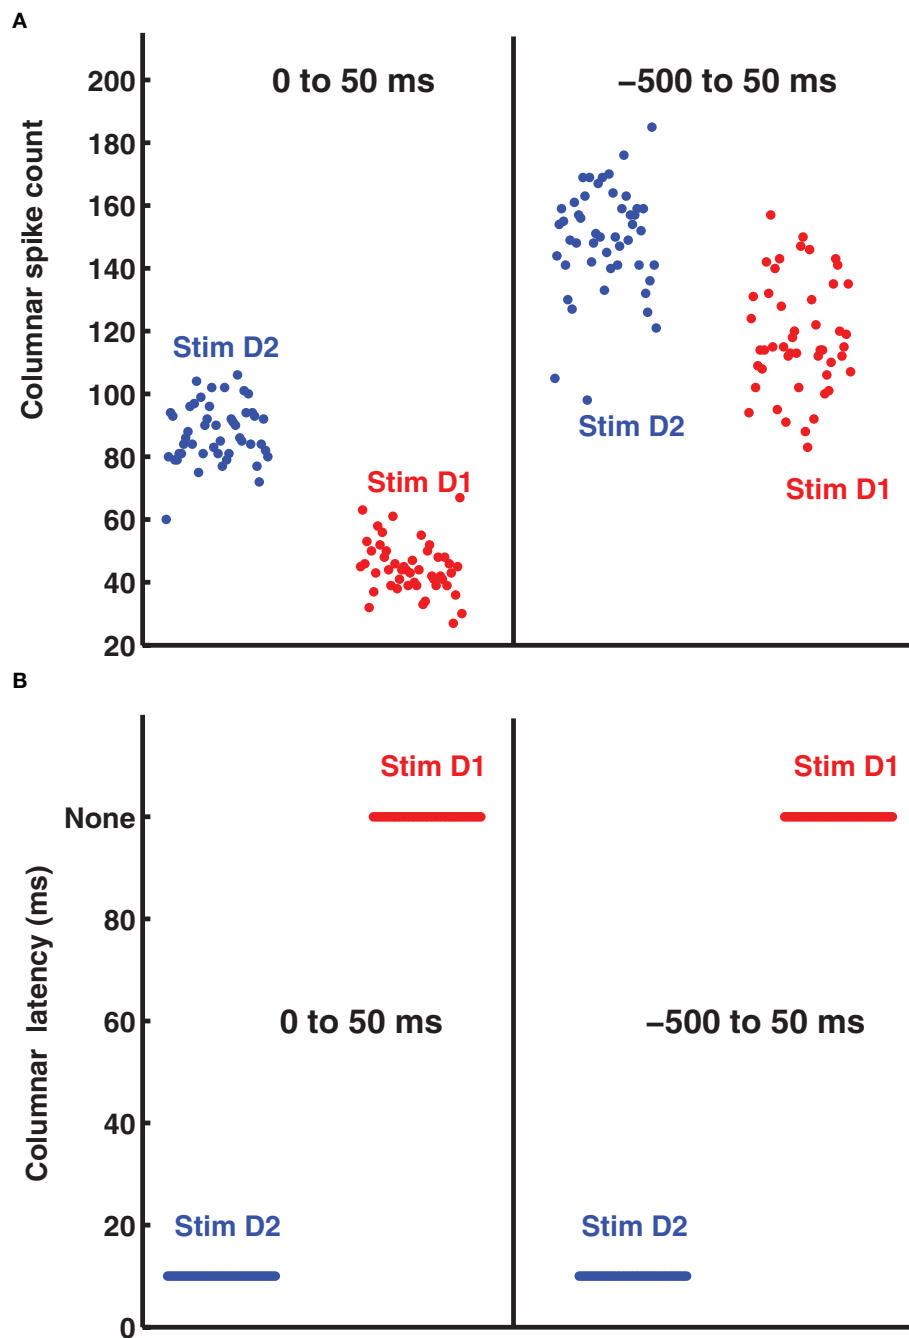 A
0 to 50 ms
−500 to 50 ms
Columnar spike count
200
180
160
140
120
100
80
60
40
20
Stim D2
Stim D1
Stim D2
Stim D1
B
Stim D1
Stim D1
Columnar latency (ms)
None
80
60
40
20
0
0 to 50 ms
−500 to 50 ms
Stim D2
Stim D2